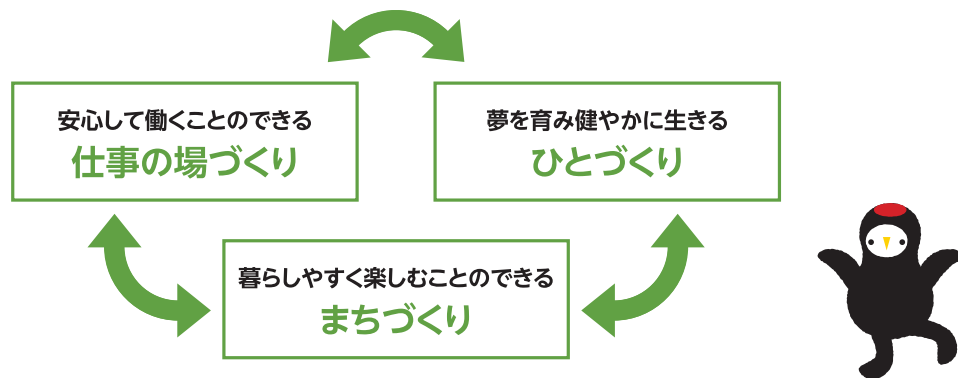 安心して働くことのできる
仕事の場づくり
夢を育み健やかに生きる
ひとづくり
暮らしやすく楽しむことのできる
まちづくり